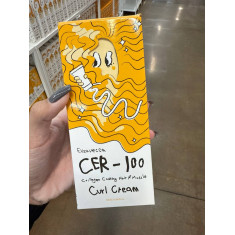 Elizavecca
CER-100
Collagen Coating Hair A+ Muscle
Curl Cream